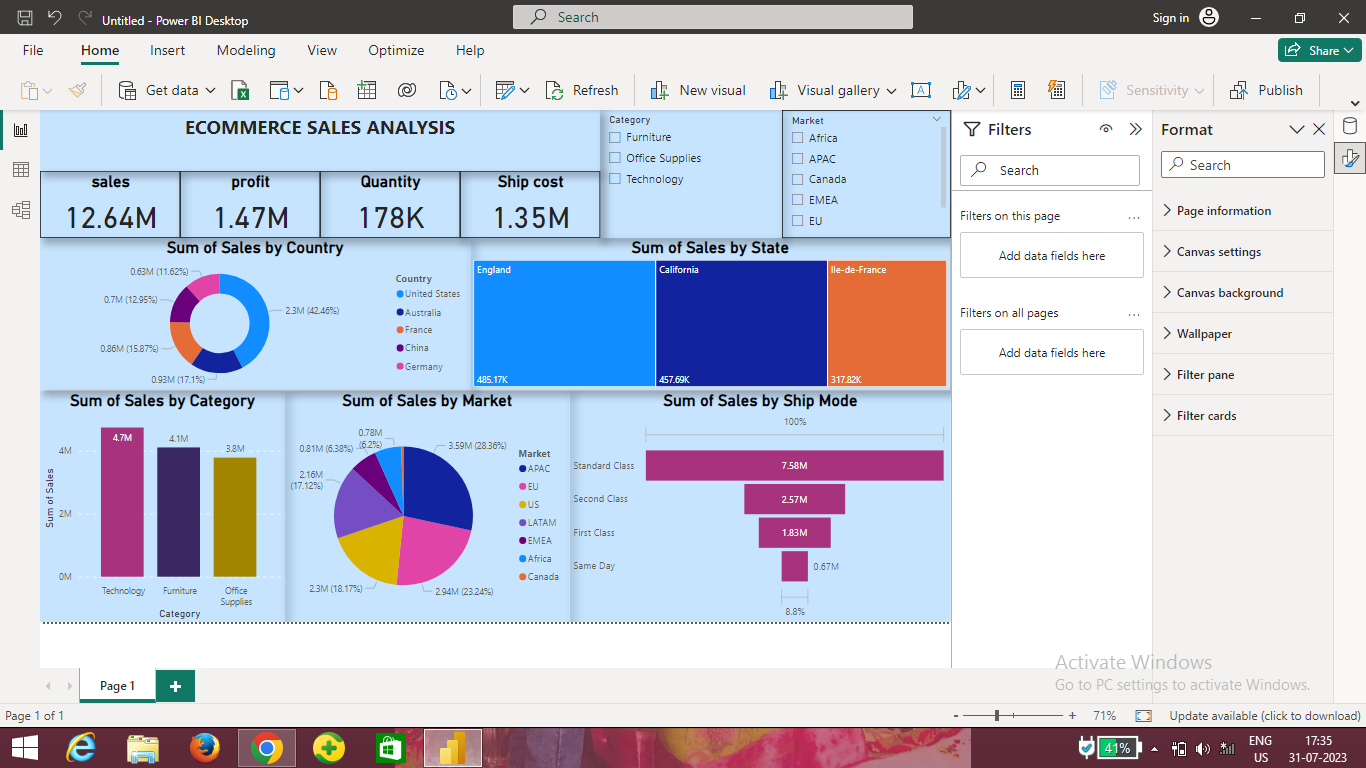 Untitled - Power BI Desktop
Search
Sign in
File
Home
Insert
Modeling
View
Optimize
Help
Share
Get data
Refresh
New visual
Visual gallery
A
Sensitivity
Publish
ECOMMERCE SALES ANALYSIS
Category
Furniture
Office Supplies
Technology
Market
Africa
APAC
Canada
EMEA
EU
sales
12.64M
profit
1.47M
Quantity
178K
Ship cost
1.35M
Sum of Sales by Country
0.63M (11.62%)
0.7M (12.95%)
0.86M (15.87%)
0.93M (17.1%)
2.3M (42.46%)
Country
United States
Australia
France
China
Germany
Sum of Sales by State
England
485.17K
California
457.69K
Ile-de-France
317.82K
Sum of Sales by Category
Sum of Sales
4M
2M
0M
4.7M
4.1M
3.8M
Technology
Furniture
Office
Supplies
Category
Sum of Sales by Market
0.78M
(6.2%)
0.81M (6.38%)
2.16M
(17.12%)
2.3M (18.17%)
2.94M (23.24%)
3.59M (28.36%)
Market
APAC
EU
US
LATAM
EMEA
Africa
Canada
Sum of Sales by Ship Mode
100%
Standard Class
7.58M
Second Class
2.57M
First Class
1.83M
Same Day
0.67M
8.8%
Filters
Search
Filters on this page
Add data fields here
Filters on all pages
Add data fields here
Format
Search
Page information
Canvas settings
Canvas background
Wallpaper
Filter pane
Filter cards
Activate Windows
Go to PC settings to activate Windows.
Page 1
Page 1 of 1
71%
Update available (click to download)
41%
ENG
US
17:35
31-07-2023